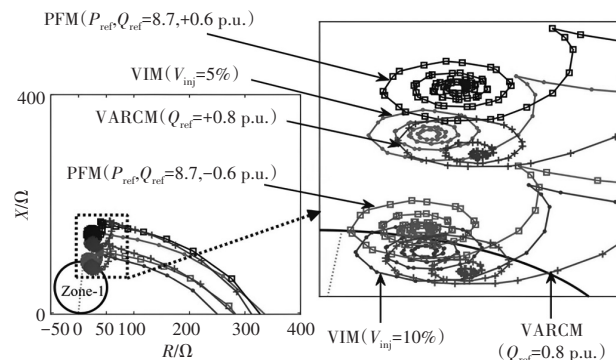 PFM(Pref,Qref=8.7,+0.6 p.u.)
VIM(Vinj=5%)
400
VARCM(Qref=+0.8 p.u.)
PFM(Pref,Qref=8.7,−0.6 p.u.)
X/Ω
Zone-1
0
−50 0 50 100 200 300 400
R/Ω
VIM(Vinj=10%)
VARCM
(Qref=0.8 p.u.)